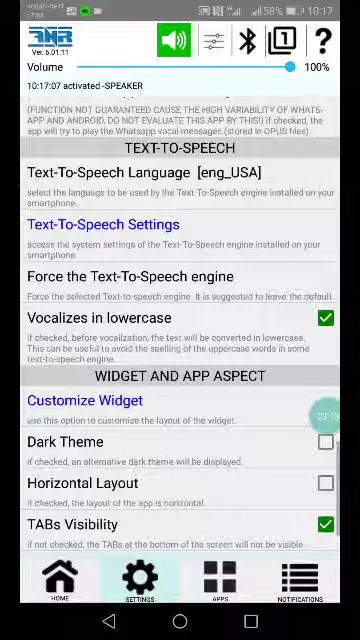 58% 10:17
Ver. 6.01.11
1
?
Volume 100%
10:17:07 activated -SPEAKER
(FUNCTION NOT GUARANTEED CAUSE THE HIGH VARIABILITY OF WHATS-
APP AND ANDROID, DO NOT EVALUATE THIS APP BY THIS!) if checked, the
app will try to play the Whatsapp vocal messages (stored in OPUS files).
TEXT-TO-SPEECH
Text-To-Speech Language [eng_USA]
select the language to be used by the Text-To-Speech Engine installed on your
smartphone.
Text-To-Speech Settings
access the system settings of the Text-To-Speech engine installed on your
smartphone.
Force the Text-To-Speech engine
Force the selected Text-to-speech engine. It is suggested to leave the default.
Vocalizes in lowercase
if checked, before vocalization, the text will be converted in lowercase.
This can be useful to avoid the spelling of the uppercase words in some
text-to-speech engine.
WIDGET AND APP ASPECT
Customize Widget
use this option to customize the layout of the widget.
Dark Theme
if checked, an alternative dark theme will be displayed.
Horizontal Layout
if checked, the layout of the app is horizontal.
TABs Visibility
if not checked, the TABs at the bottom of the screen will not be visible
HOME SETTINGS APPS NOTIFICATIONS